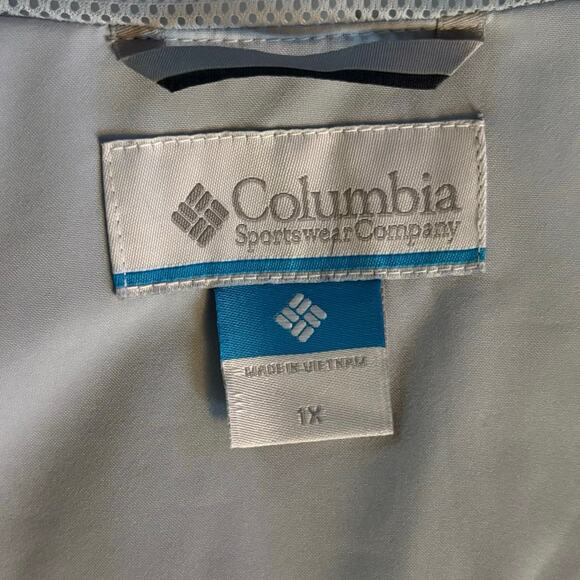 Columbia
Sportswear Company
MADE IN VIETNAM
1X